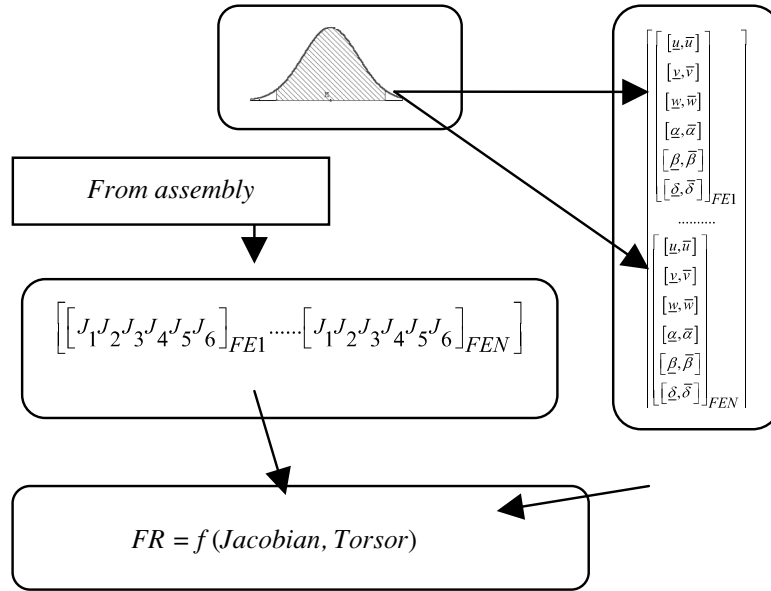 From assembly
[[J₁J₂J₃J₄J₅J₆]FE1......[J₁J₂J₃J₄J₅J₆]FEN]
FR = f (Jacobian, Torsor)
[u̲,u̅]
[v̲,v̅]
[w̲,w̅]
[α̲,α̅]
[β̲,β̅]
[δ̲,δ̅] FE1
..........
[u̲,u̅]
[v̲,v̅]
[w̲,w̅]
[α̲,α̅]
[β̲,β̅]
[δ̲,δ̅] FEN